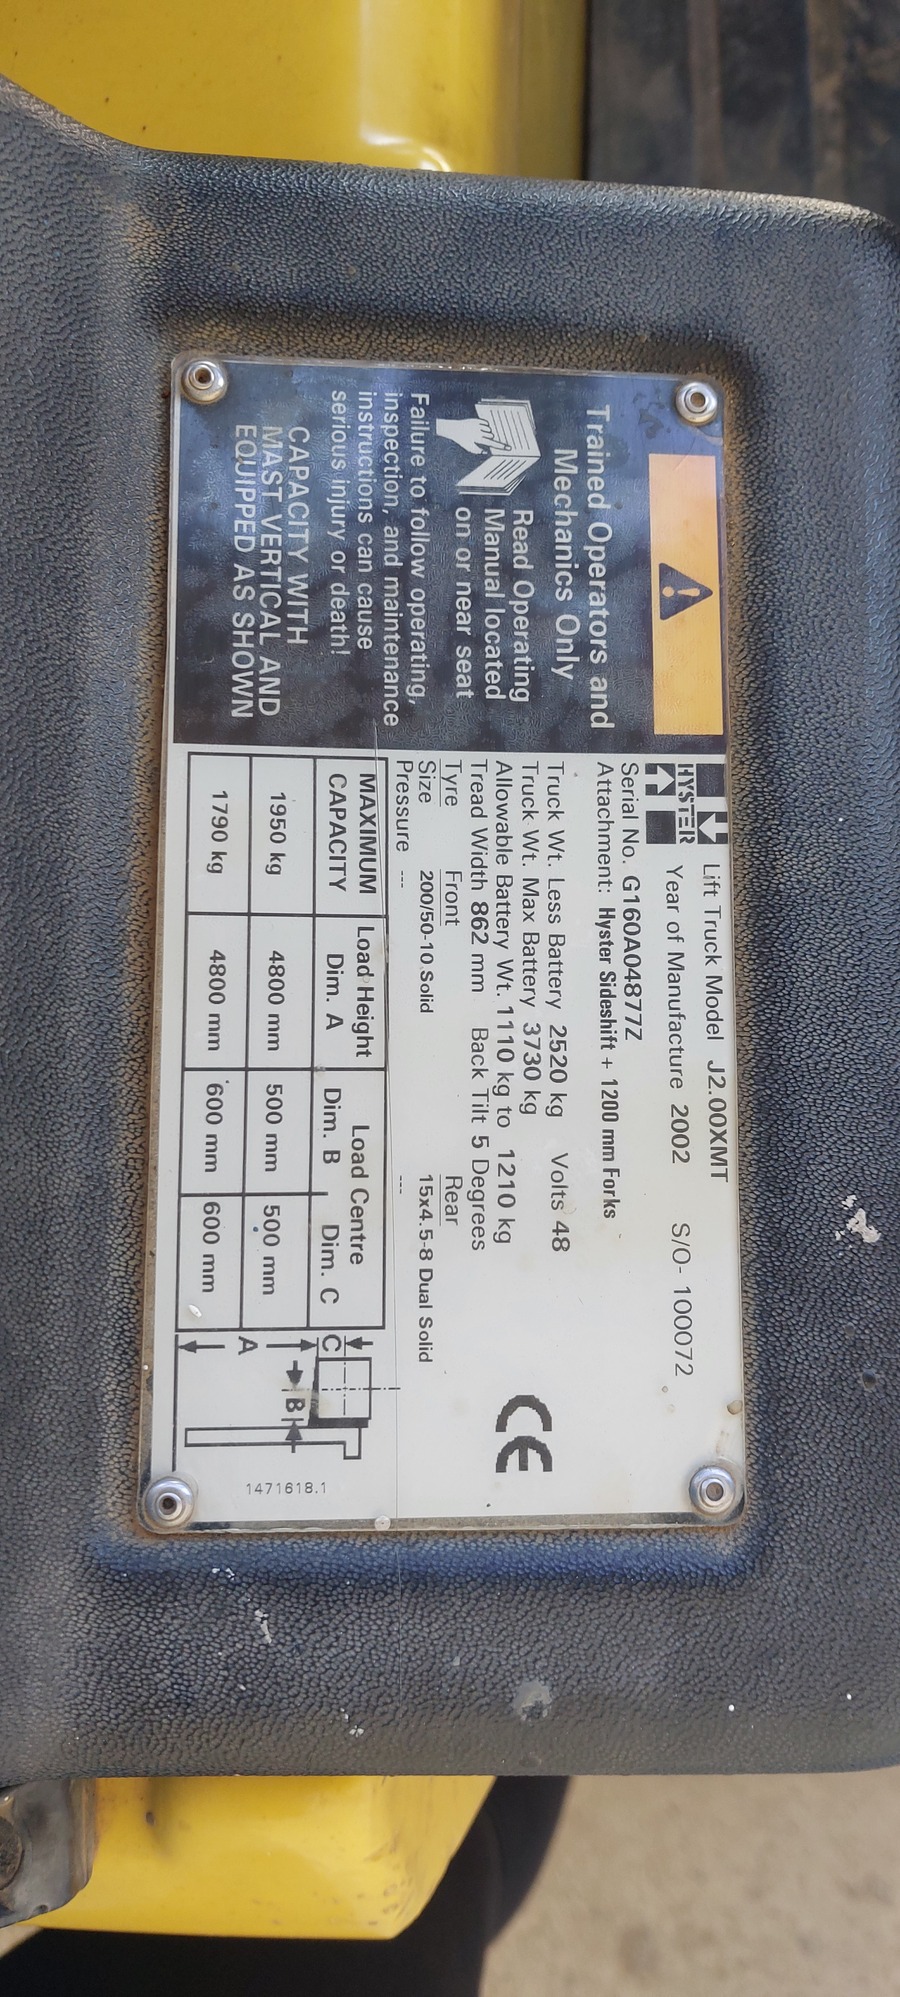 Trained Operators and
Mechanics Only
Read Operating
Manual located
on or near seat
Failure to follow operating,
inspection, and maintenance
instructions can cause
serious injury or death!
CAPACITY WITH
MAST VERTICAL AND
EQUIPPED AS SHOWN
HYSTER
Lift Truck Model J2.00XMT
Year of Manufacture 2002 S/O- 100072
Serial No. G160A04877Z
Attachment: Hyster Sideshift + 1200 mm Forks
Truck Wt. Less Battery 2520 kg Volts 48
Truck Wt. Max Battery 3730 kg
Allowable Battery Wt. 1110 kg to 1210 kg
Tread Width 862 mm Back Tilt 5 Degrees
Tyre Front Rear
Size 200/50-10 Solid 15x4.5-8 Dual Solid
Pressure --- ---
CE
MAXIMUM Load Height Load Centre
CAPACITY Dim. A Dim. B Dim. C
1950 kg 4800 mm 500 mm 500 mm
1790 kg 4800 mm 600 mm 600 mm
C
B
A
1471618.1